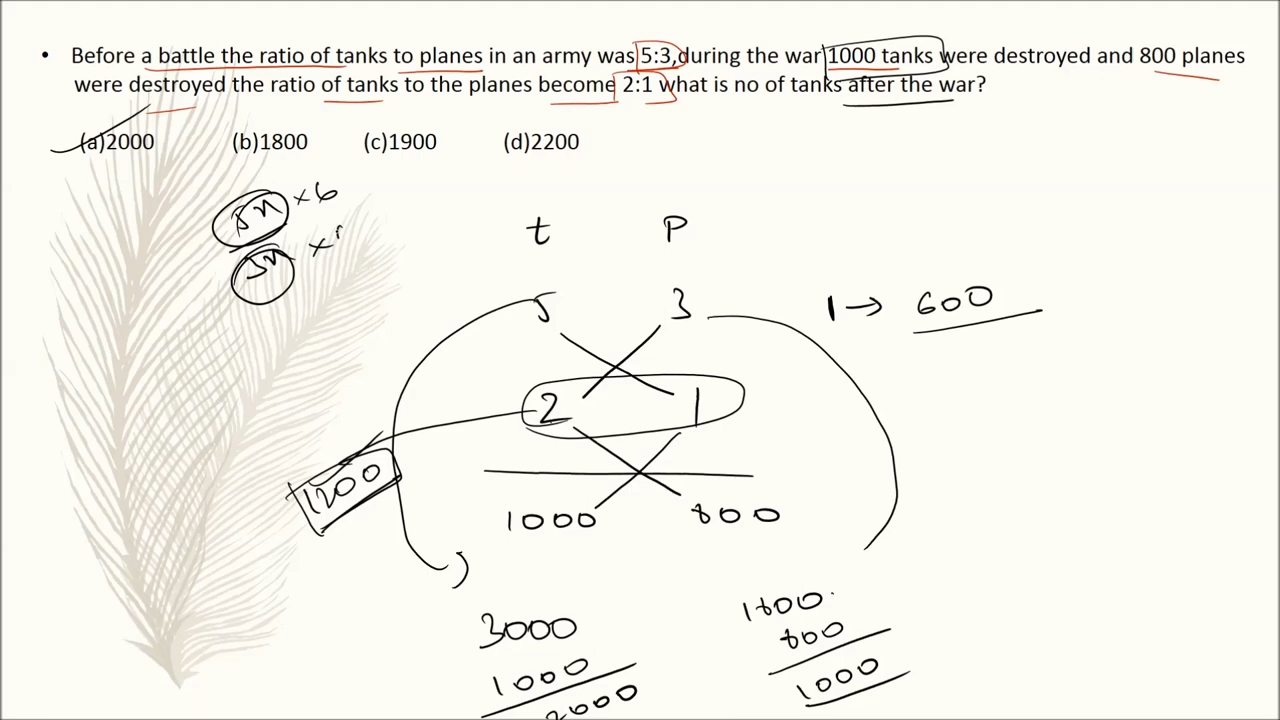 • Before a battle the ratio of tanks to planes in an army was 5:3,during the war 1000 tanks were destroyed and 800 planes
were destroyed the ratio of tanks to the planes become 2:1 what is no of tanks after the war?
(a)2000 (b)1800 (c)1900 (d)2200
5x ×6
3x
t P
5 3 1 → 600
2 1
1200
1000 800
3000 1800
1000 800
2000 1000